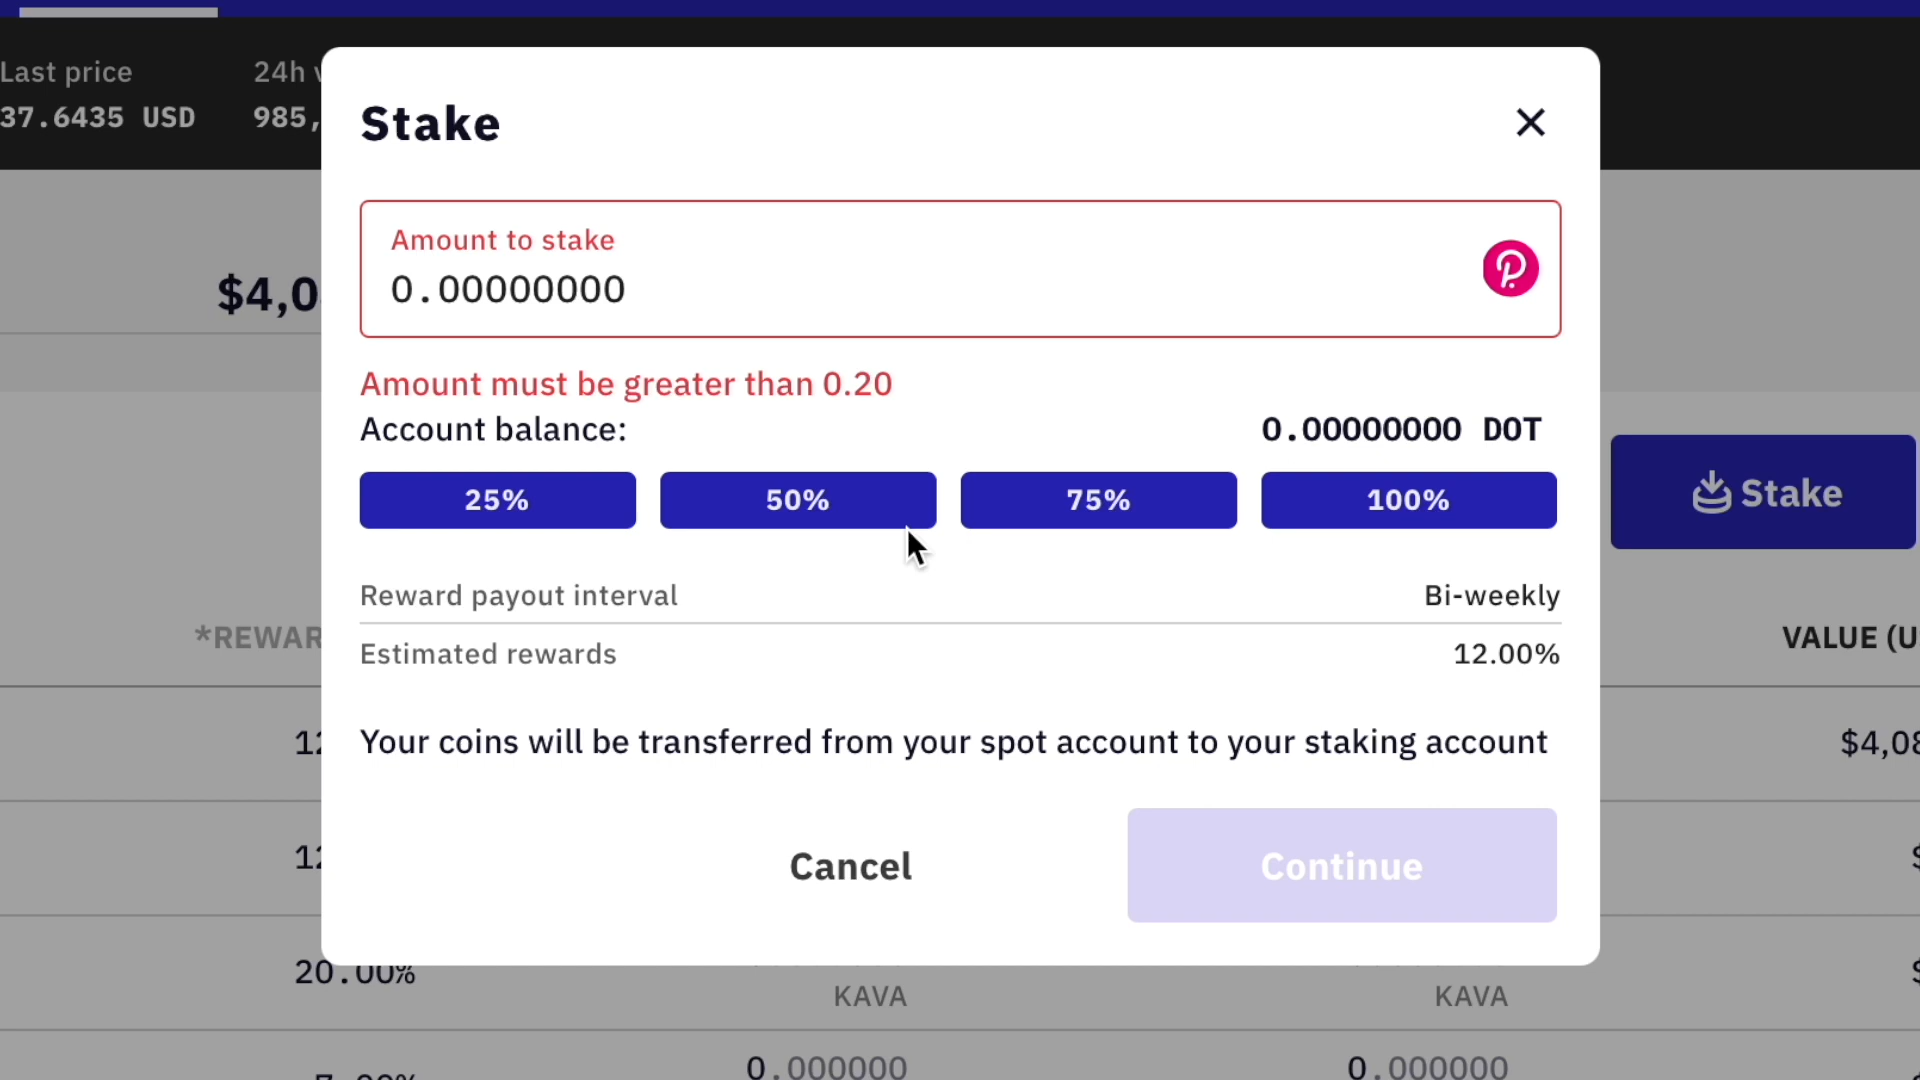 Last price
24h
37.6435 USD
985,
Stake
Amount to stake
0.00000000
$4,0
Amount must be greater than 0.20
Account balance:
0.00000000 DOT
25%
50%
75%
100%
Stake
Reward payout interval
Bi-weekly
*REWAR
VALUE (U
Estimated rewards
12.00%
Your coins will be transferred from your spot account to your staking account
12
$4,08
12
$
Cancel
Continue
20.00%
$
KAVA
KAVA
0.000000
0.000000